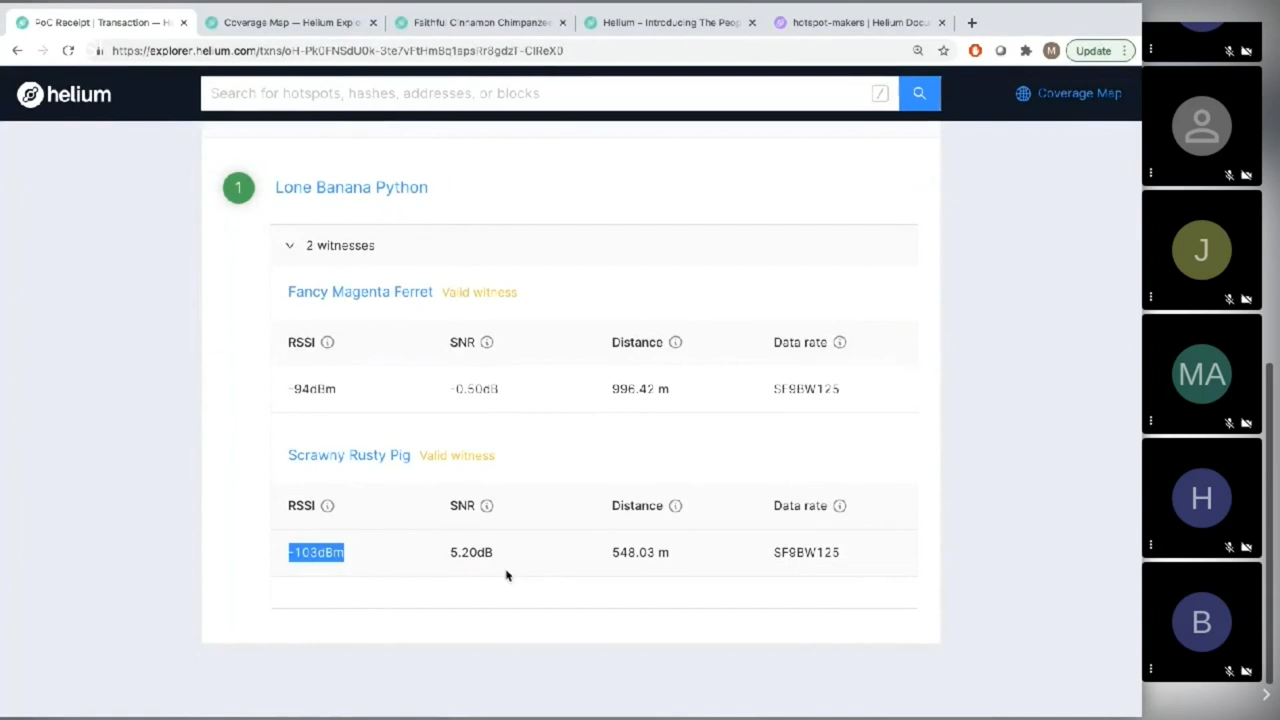 PoC Receipt | Transaction — H
Coverage Map — Helium Explo
Faithful Cinnamon Chimpanzee
Helium – Introducing The Peop
hotspot-makers | Helium Docu
Update
M
helium
Search for hotspots, hashes, addresses, or blocks
/
Coverage Map
1
Lone Banana Python
2 witnesses
Fancy Magenta Ferret Valid witness
RSSI SNR Distance Data rate
-94dBm -0.50dB 996.42 m SF9BW125
Scrawny Rusty Pig Valid witness
RSSI SNR Distance Data rate
-103dBm 5.20dB 548.03 m SF9BW125
J
MA
H
B